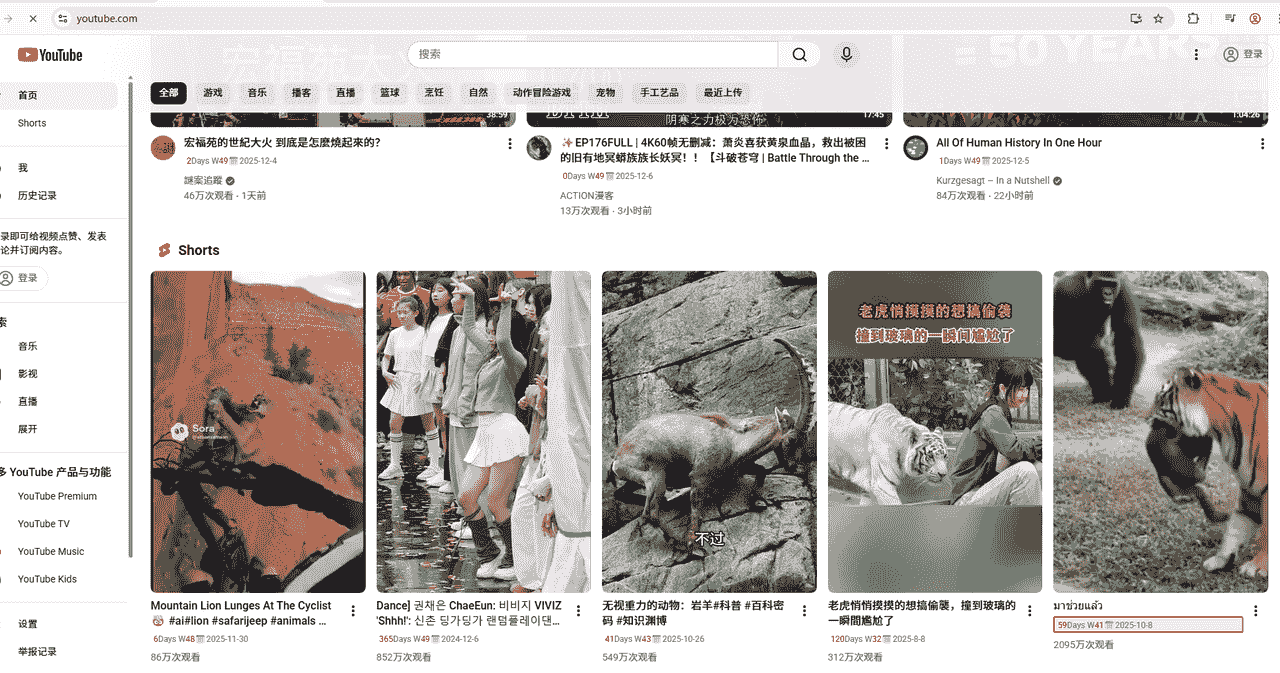 youtube.com
YouTube
搜索
登录
= 50 YEARS
首页
Shorts
我
历史记录
录即可给视频点赞、发表
论并订阅内容。
登录
索
音乐
影视
直播
展开
多 YouTube 产品与功能
YouTube Premium
YouTube TV
YouTube Music
YouTube Kids
设置
举报记录
全部
游戏
音乐
播客
直播
篮球
烹饪
自然
动作冒险游戏
宠物
手工艺品
最近上传
38:59
阴寒之力极为恐怖
17:45
1:04:26
宏福苑的世紀大火 到底是怎麼燒起來的？
2Days W49 2025-12-4
謎案追蹤
46万次观看 · 1天前
✨EP176FULL | 4K60帧无删减：萧炎喜获黄泉血晶，救出被困
的旧有地冥蟒族族长妖冥！！【斗破苍穹 | Battle Through the ...
0Days W49 2025-12-6
ACTION漫客
13万次观看 · 3小时前
All Of Human History In One Hour
1Days W49 2025-12-5
Kurzgesagt – In a Nutshell
84万次观看 · 22小时前
Shorts
Sora
不过
老虎悄摸摸的想搞偷袭
撞到玻璃的一瞬间尴尬了
Mountain Lion Lunges At The Cyclist
#ai#lion #safarijeep #animals ...
6Days W48 2025-11-30
86万次观看
Dance] 권채은 ChaeEun: 비비지 VIVIZ
'Shhh!': 신촌 딩가딩가 랜덤플레이댄...
365Days W49 2024-12-6
852万次观看
无视重力的动物：岩羊#科普 #百科密
码 #知识渊博
41Days W43 2025-10-26
549万次观看
老虎悄悄摸摸的想搞偷襲，撞到玻璃的
一瞬間尷尬了
120Days W32 2025-8-8
312万次观看
มาช่วยแล้ว
59Days W41 2025-10-8
2095万次观看